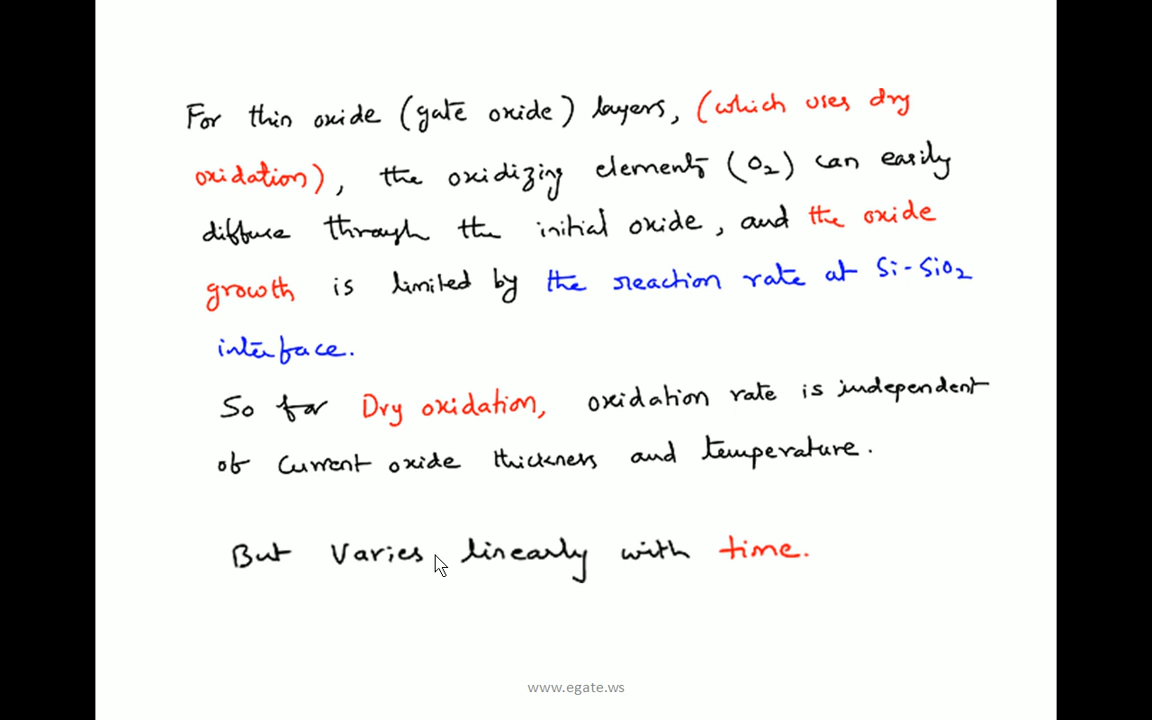 For thin oxide (gate oxide) layers, (which uses dry
oxidation), the oxidizing elements (O₂) can easily
diffuse through the initial oxide, and the oxide
growth is limited by the reaction rate at Si-SiO₂
interface.
So for Dry oxidation, oxidation rate is independent
of current oxide thickness and temperature.
But Varies linearly with time.
www.egate.ws